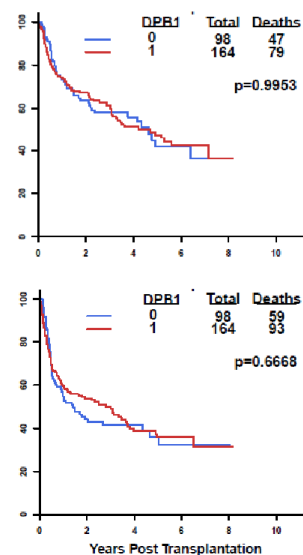 DPB1 Total Deaths
0 98 47
1 164 79
p=0.9953
100
80
60
40
20
0
0 2 4 6 8 10
DPB1 Total Deaths
0 98 59
1 164 93
p=0.6668
100
80
60
40
20
0
0 2 4 6 8 10
Years Post Transplantation